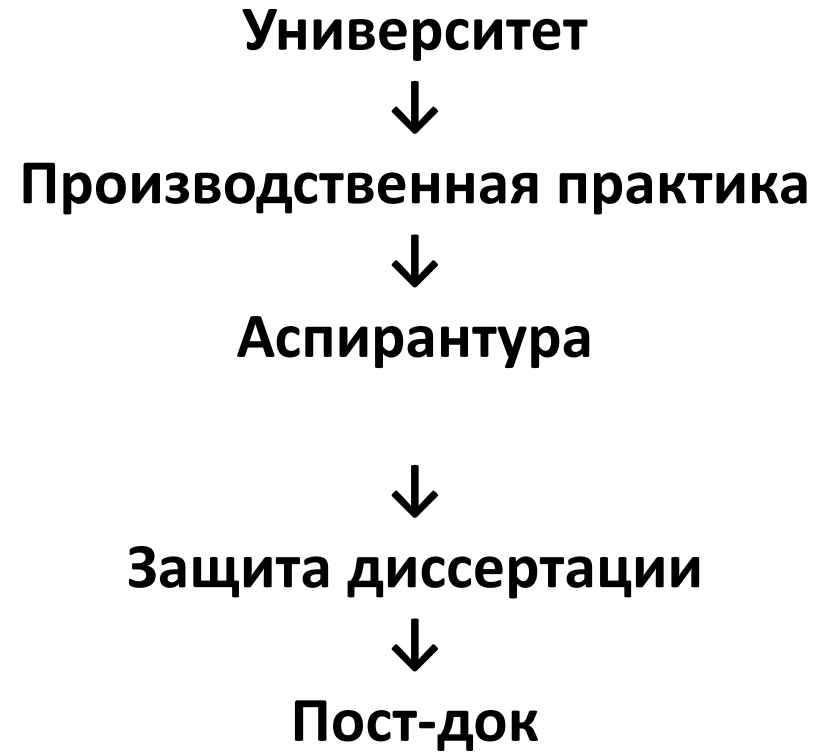 Университет
↓
Производственная практика
↓
Аспирантура
↓
Защита диссертации
↓
Пост-док